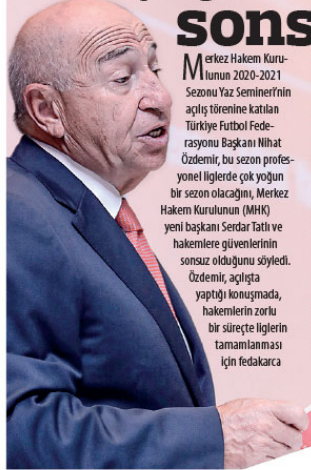 sons
Merkez Hakem Kuru-
lunun 2020-2021
Sezonu Yaz Semineri'nin
açılış törenine katılan
Türkiye Futbol Fede-
rasyonu Başkanı Nihat
Özdemir, bu sezon profes-
yonel liglerde çok yoğun
bir sezon olacağını, Merkez
Hakem Kurulunun (MHK)
yeni başkanı Serdar Tatlı ve
hakemlere güvenlerinin
sonsuz olduğunu söyledi.
Özdemir, açılışta
yaptığı konuşmada,
hakemlerin zorlu
bir süreçte liglerin
tamamlanması
için fedakarca